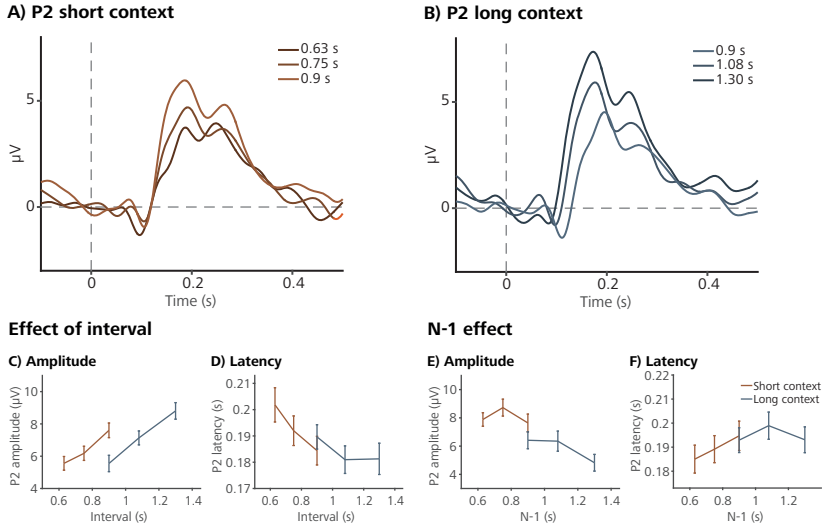 A) P2 short context
B) P2 long context
μV
5
0
0.63 s
0.75 s
0.9 s
0
0.2
0.4
Time (s)
μV
5
0
0.9 s
1.08 s
1.30 s
0
0.2
0.4
Time (s)
Effect of interval
N-1 effect
C) Amplitude
P2 amplitude (μV)
10
8
6
4
0.6
0.8
1
1.2
1.4
Interval (s)
D) Latency
P2 latency (s)
0.21
0.2
0.19
0.18
0.17
0.6
0.8
1
1.2
1.4
Interval (s)
E) Amplitude
P2 amplitude (μV)
10
8
6
4
0.6
0.8
1
1.2
1.4
N-1 (s)
F) Latency
P2 latency (s)
0.22
0.21
0.2
0.19
0.18
Short context
Long context
0.6
0.8
1
1.2
N-1 (s)